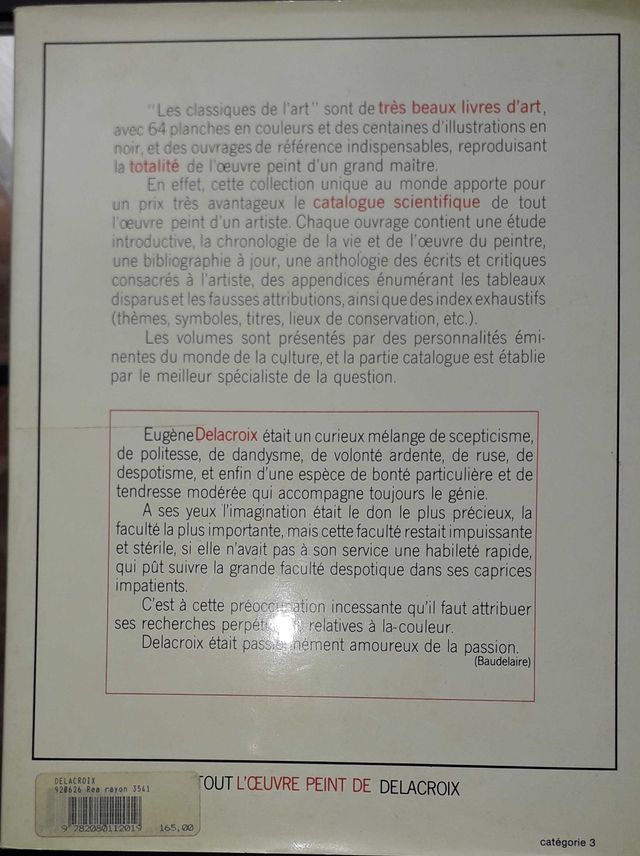 "Les classiques de l'art" sont de très beaux livres d'art,
avec 64 planches en couleurs et des centaines d'illustrations en
noir, et des ouvrages de référence indispensables, reproduisant
la totalité de l'œuvre peint d'un grand maître.
En effet, cette collection unique au monde apporte pour
un prix très avantageux le catalogue scientifique de tout
l'œuvre peint d'un artiste. Chaque ouvrage contient une étude
introductive, la chronologie de la vie et de l'œuvre du peintre,
une bibliographie à jour, une anthologie des écrits et critiques
consacrés à l'artiste, des appendices énumérant les tableaux
disparus et les fausses attributions, ainsi que des index exhaustifs
(thèmes, symboles, titres, lieux de conservation, etc.).
Les volumes sont présentés par des personnalités émi-
nentes du monde de la culture, et la partie catalogue est établie
par le meilleur spécialiste de la question.
Eugène Delacroix était un curieux mélange de scepticisme,
de politesse, de dandysme, de volonté ardente, de ruse, de
despotisme, et enfin d'une espèce de bonté particulière et de
tendresse modérée qui accompagne toujours le génie.
A ses yeux l'imagination était le don le plus précieux, la
faculté la plus importante, mais cette faculté restait impuissante
et stérile, si elle n'avait pas à son service une habileté rapide,
qui pût suivre la grande faculté despotique dans ses caprices
impatients.
C'est à cette préoccupation incessante qu'il faut attribuer
ses recherches relatives à la-couleur.
Delacroix était passionnément amoureux de la passion.
(Baudelaire)
DELACROIX
920626 Rea rayon 3541
9 782080 112019 165,00
TOUT L'ŒUVRE PEINT DE DELACROIX
catégorie 3